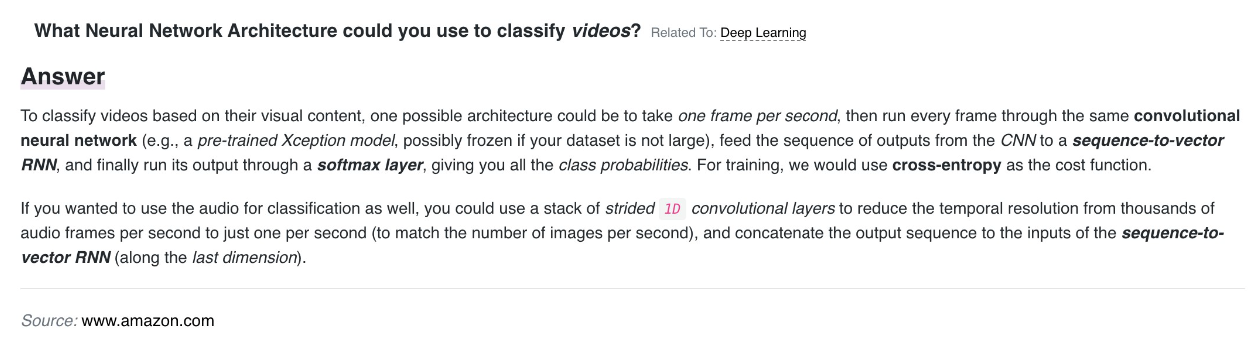 What Neural Network Architecture could you use to classify videos? Related To: Deep Learning
Answer
To classify videos based on their visual content, one possible architecture could be to take one frame per second, then run every frame through the same convolutional
neural network (e.g., a pre-trained Xception model, possibly frozen if your dataset is not large), feed the sequence of outputs from the CNN to a sequence-to-vector
RNN, and finally run its output through a softmax layer, giving you all the class probabilities. For training, we would use cross-entropy as the cost function.
If you wanted to use the audio for classification as well, you could use a stack of strided 1D convolutional layers to reduce the temporal resolution from thousands of
audio frames per second to just one per second (to match the number of images per second), and concatenate the output sequence to the inputs of the sequence-to-
vector RNN (along the last dimension).
Source: www.amazon.com